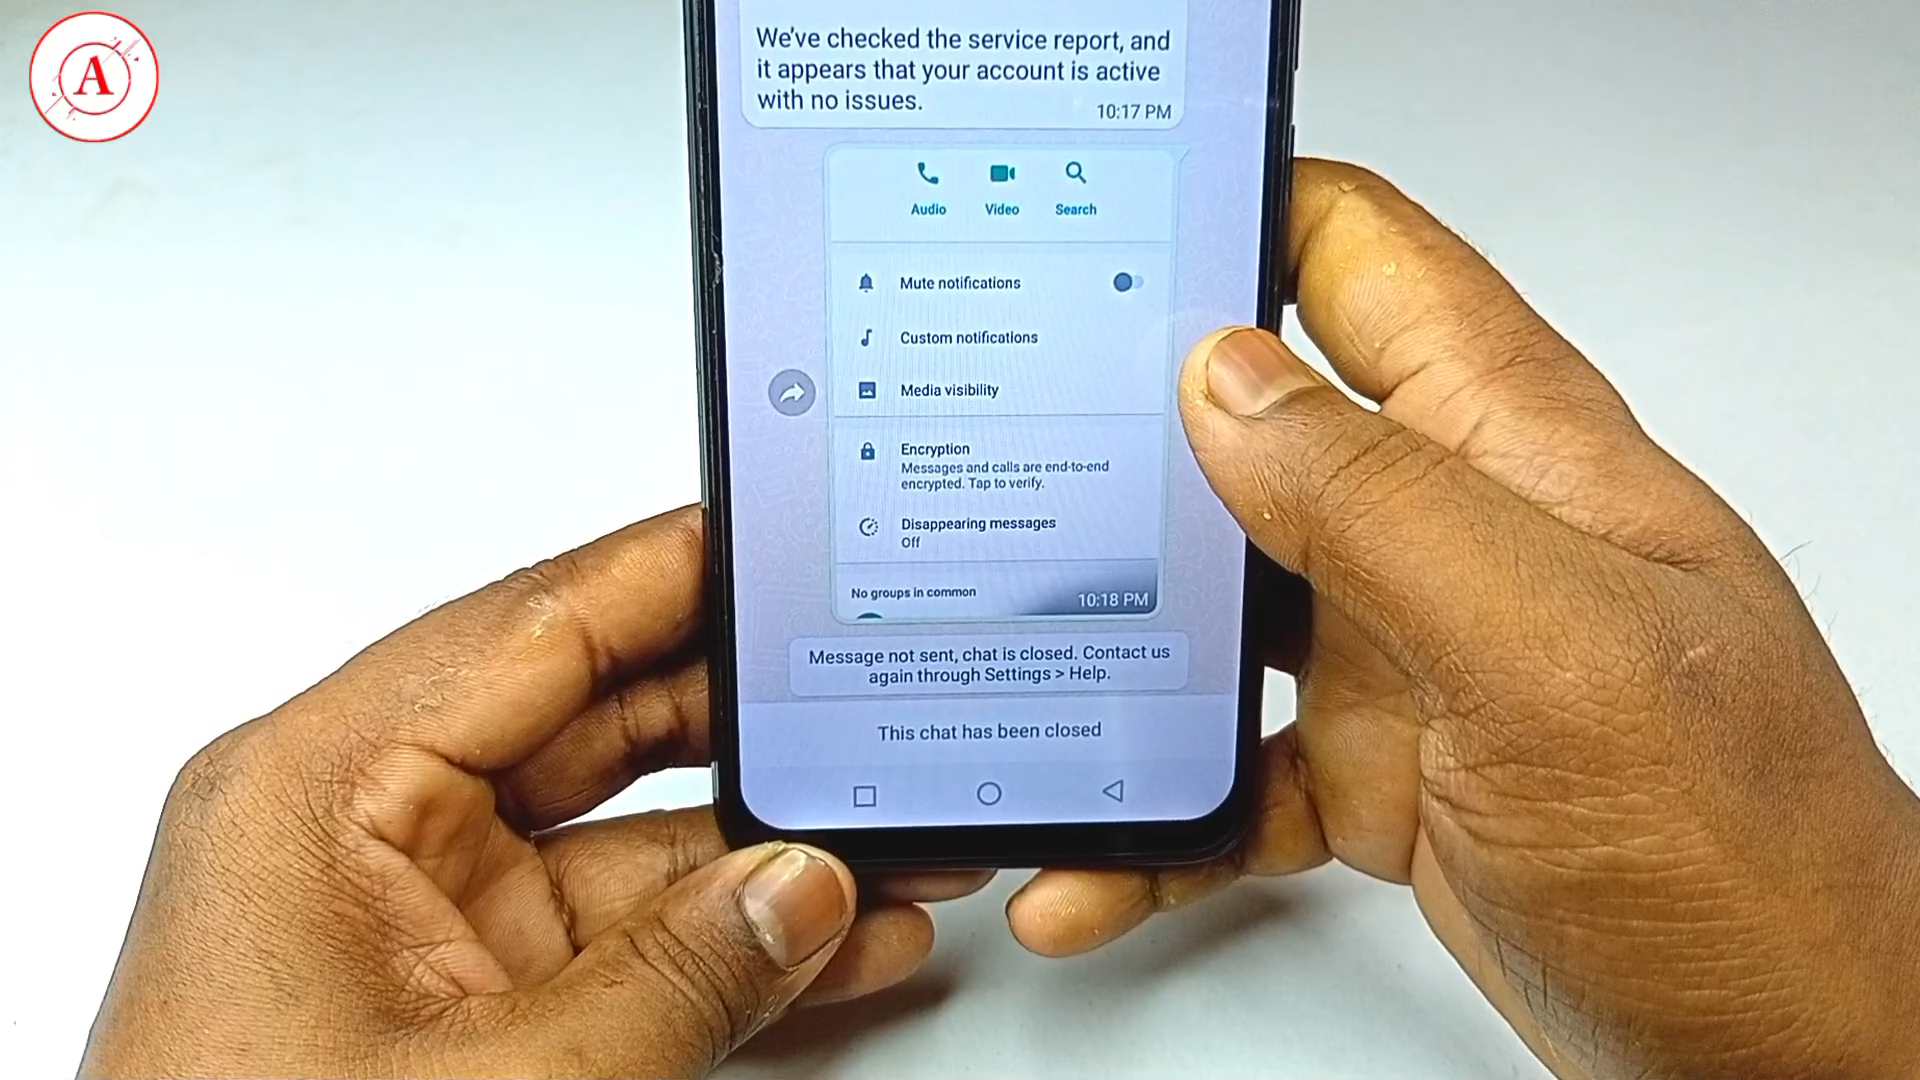 A
We've checked the service report, and
it appears that your account is active
with no issues.
10:17 PM
Audio Video Search
Mute notifications
Custom notifications
Media visibility
Encryption
Messages and calls are end-to-end
encrypted. Tap to verify.
Disappearing messages
Off
No groups in common
10:18 PM
Message not sent, chat is closed. Contact us
again through Settings > Help.
This chat has been closed